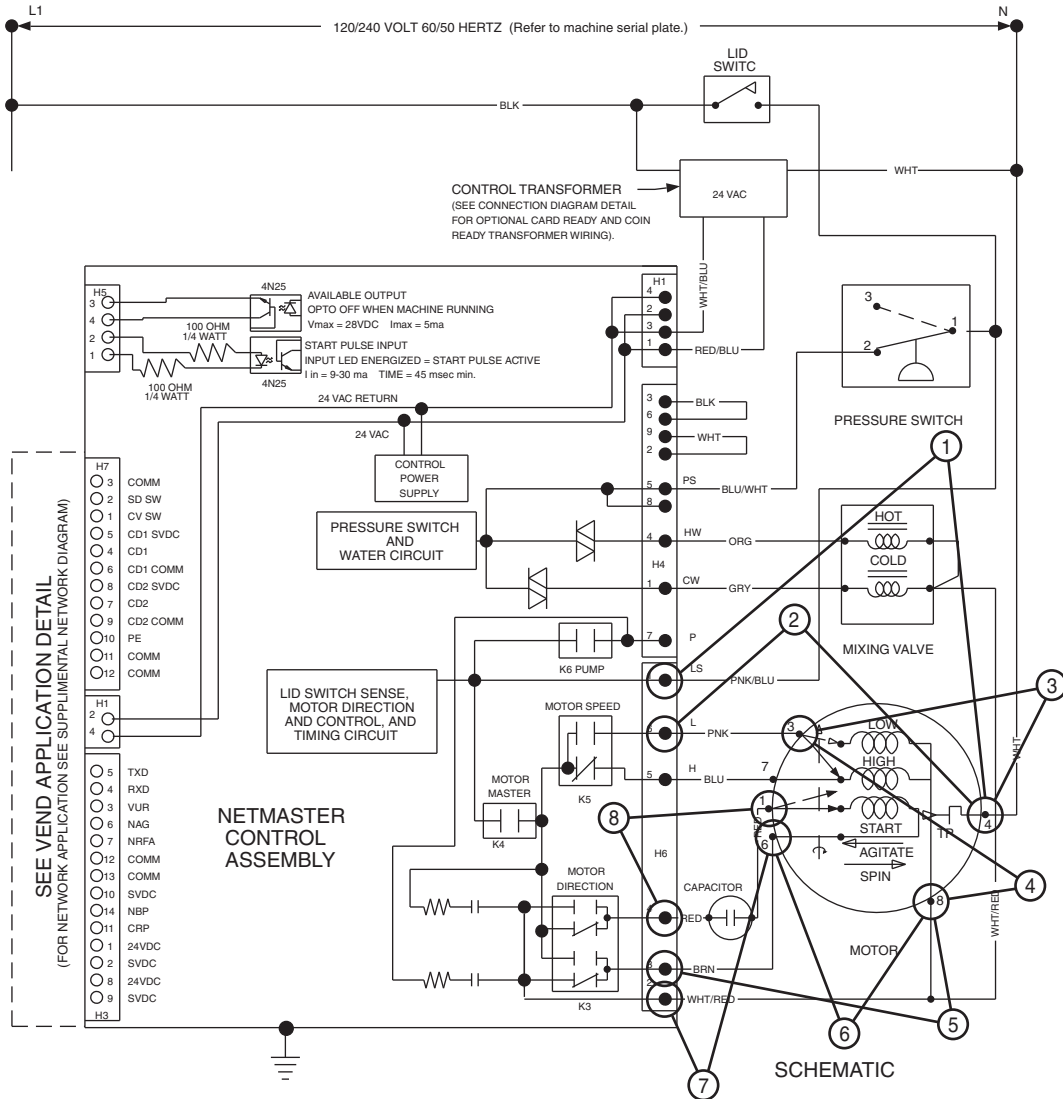 L1
120/240 VOLT 60/50 HERTZ (Refer to machine serial plate.)
N
LID
SWITC
BLK
WHT
CONTROL TRANSFORMER
(SEE CONNECTION DIAGRAM DETAIL
FOR OPTIONAL CARD READY AND COIN
READY TRANSFORMER WIRING).
24 VAC
WHT/BLU
H5
3
4
2
1
4N25
AVAILABLE OUTPUT
OPTO OFF WHEN MACHINE RUNNING
Vmax = 28VDC Imax = 5ma
100 OHM
1/4 WATT
START PULSE INPUT
INPUT LED ENERGIZED = START PULSE ACTIVE
I in = 9-30 ma TIME = 45 msec min.
4N25
100 OHM
1/4 WATT
H1
4
2
3
1
RED/BLU
3
1
2
PRESSURE SWITCH
24 VAC RETURN
24 VAC
CONTROL
POWER
SUPPLY
3
BLK
6
9
WHT
2
5
PS
BLU/WHT
8
PRESSURE SWITCH
AND
WATER CIRCUIT
4
HW
ORG
H4
1
CW
GRY
7
P
HOT
COLD
MIXING VALVE
K6 PUMP
SEE VEND APPLICATION DETAIL
(FOR NETWORK APPLICATION SEE SUPPLIMENTAL NETWORK DIAGRAM)
H7
3 COMM
2 SD SW
1 CV SW
5 CD1 SVDC
4 CD1
6 CD1 COMM
8 CD2 SVDC
7 CD2
9 CD2 COMM
10 PE
11 COMM
12 COMM
H1
2
4
5 TXD
4 RXD
3 VUR
6 NAG
7 NRFA
12 COMM
13 COMM
10 SVDC
14 NBP
11 CRP
1 24VDC
2 SVDC
8 24VDC
9 SVDC
H3
LID SWITCH SENSE,
MOTOR DIRECTION
AND CONTROL, AND
TIMING CIRCUIT
NETMASTER
CONTROL
ASSEMBLY
LS
PNK/BLU
MOTOR SPEED
L
PNK
5
H
BLU
K5
MOTOR
MASTER
K4
H6
MOTOR
DIRECTION
K3
RED
CAPACITOR
BRN
2
WHT/RED
3
LOW
HIGH
7
1
RED
START
TP
4
6
AGITATE
SPIN
8
MOTOR
WHT
WHT/RED
1
2
3
4
5
6
7
8
SCHEMATIC